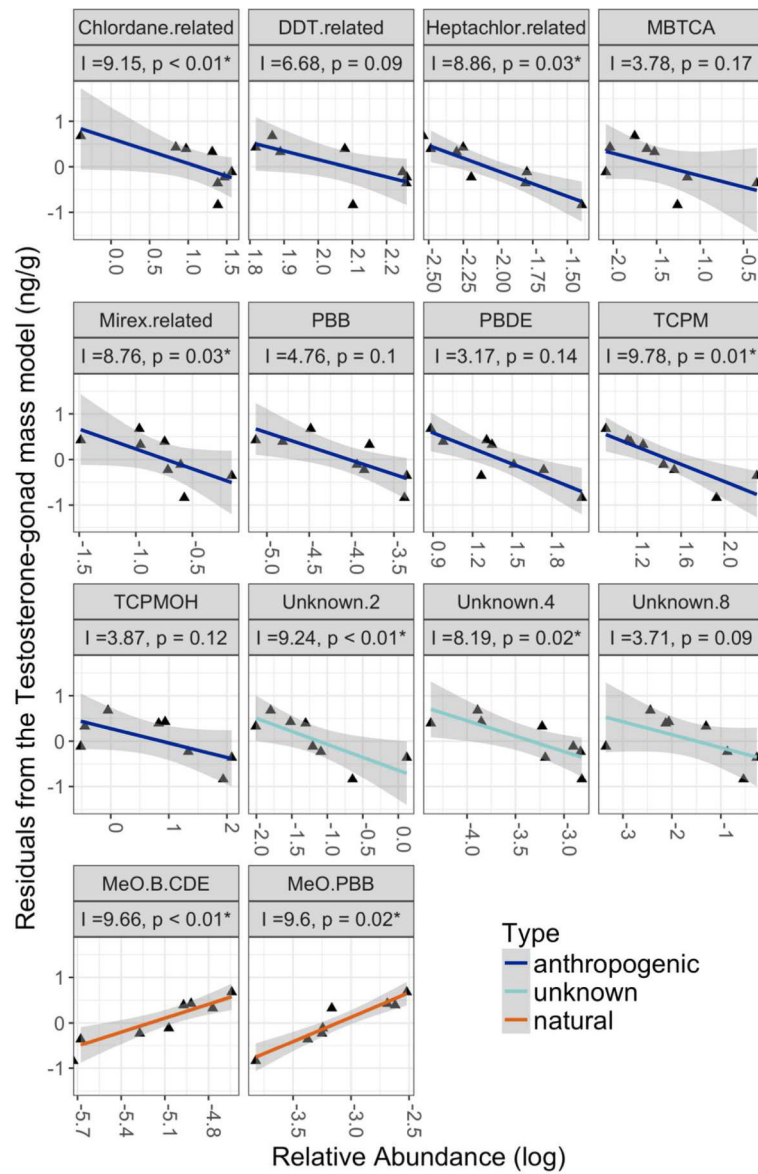 Chlordane.related
DDT.related
Heptachlor.related
MBTCA
I =9.15, p < 0.01*
I =6.68, p = 0.09
I =8.86, p = 0.03*
I =3.78, p = 0.17
1
0
-1
0.0
0.5
1.0
1.5
1.8
1.9
2.0
2.1
2.2
-2.50
-2.25
-2.00
-1.75
-1.50
-2.0
-1.5
-1.0
-0.5
Mirex.related
PBB
PBDE
TCPM
I =8.76, p = 0.03*
I =4.76, p = 0.1
I =3.17, p = 0.14
I =9.78, p = 0.01*
1
0
-1
-1.5
-1.0
-0.5
-5.0
-4.5
-4.0
-3.5
0.9
1.2
1.5
1.8
1.2
1.6
2.0
TCPMOH
Unknown.2
Unknown.4
Unknown.8
I =3.87, p = 0.12
I =9.24, p < 0.01*
I =8.19, p = 0.02*
I =3.71, p = 0.09
1
0
-1
0
1
2
-2.0
-1.5
-1.0
-0.5
0.0
-4.0
-3.5
-3.0
-3
-2
-1
MeO.B.CDE
MeO.PBB
I =9.66, p < 0.01*
I =9.6, p = 0.02*
1
0
-1
-5.7
-5.4
-5.1
-4.8
-3.5
-3.0
-2.5
Type
anthropogenic
unknown
natural
Residuals from the Testosterone-gonad mass model (ng/g)
Relative Abundance (log)